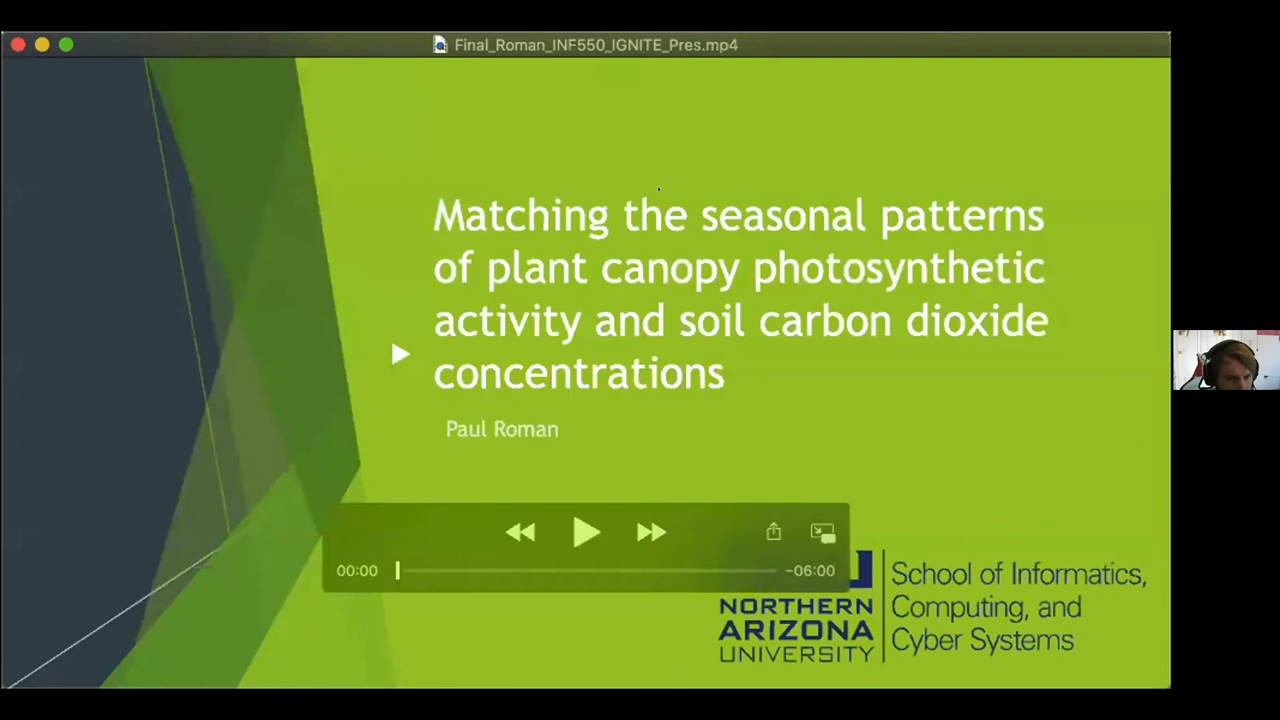 Final_Roman_INF550_IGNITE_Pres.mp4
Matching the seasonal patterns
of plant canopy photosynthetic
activity and soil carbon dioxide
concentrations
Paul Roman
00:00
-06:00
NORTHERN
ARIZONA
UNIVERSITY
School of Informatics,
Computing, and
Cyber Systems